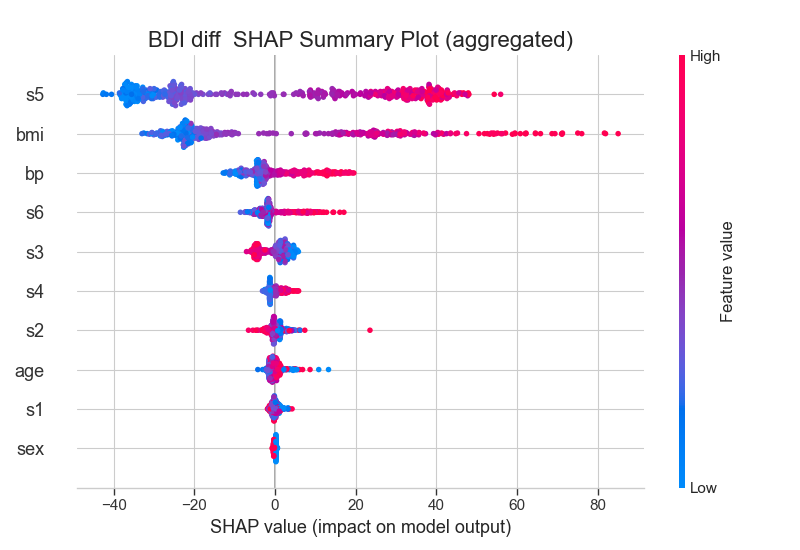 BDI diff  SHAP Summary Plot (aggregated)
High
s5
bmi
bp
s6
s3
s4
s2
age
s1
sex
Feature value
Low
−40
−20
0
20
40
60
80
SHAP value (impact on model output)